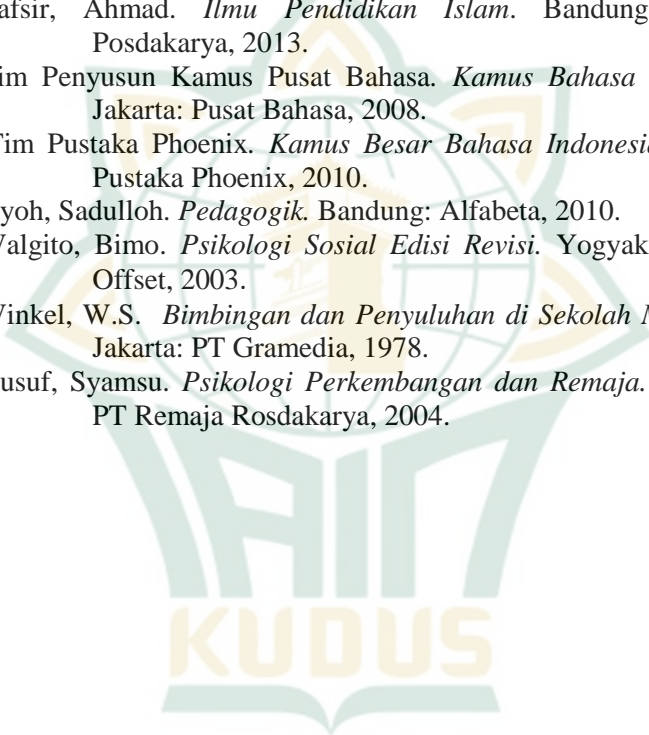 afsir, Ahmad. Ilmu Pendidikan Islam. Bandung
Posdakarya, 2013.
im Penyusun Kamus Pusat Bahasa. Kamus Bahasa
Jakarta: Pusat Bahasa, 2008.
Tim Pustaka Phoenix. Kamus Besar Bahasa Indonesia
Pustaka Phoenix, 2010.
yoh, Sadulloh. Pedagogik. Bandung: Alfabeta, 2010.
Walgito, Bimo. Psikologi Sosial Edisi Revisi. Yogyak
Offset, 2003.
Winkel, W.S. Bimbingan dan Penyuluhan di Sekolah
Jakarta: PT Gramedia, 1978.
usuf, Syamsu. Psikologi Perkembangan dan Remaja.
PT Remaja Rosdakarya, 2004.
IAIN
KUDUS